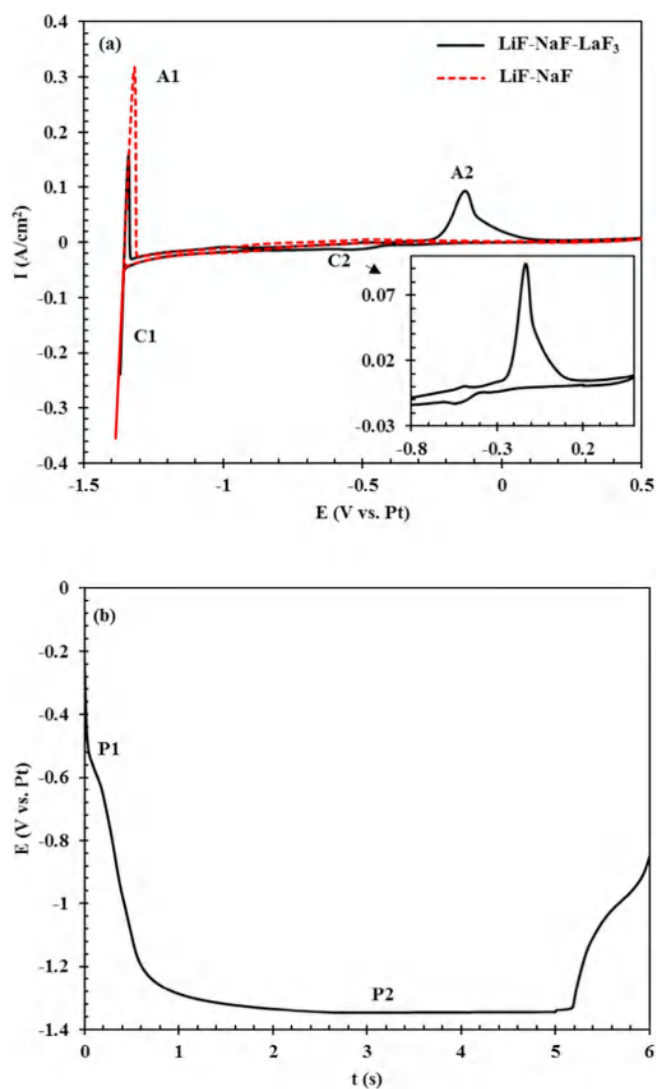 (a)
LiF-NaF-LaF₃
LiF-NaF
A1
A2
C1
C2
0.4
0.3
0.2
0.1
0
-0.1
-0.2
-0.3
-0.4
I (A/cm²)
0.07
0.02
-0.03
-0.8
-0.3
0.2
-1.5
-1
-0.5
0
0.5
E (V vs. Pt)
(b)
0
-0.2
-0.4
-0.6
-0.8
-1
-1.2
-1.4
E (V vs. Pt)
P1
P2
0
1
2
3
4
5
6
t (s)